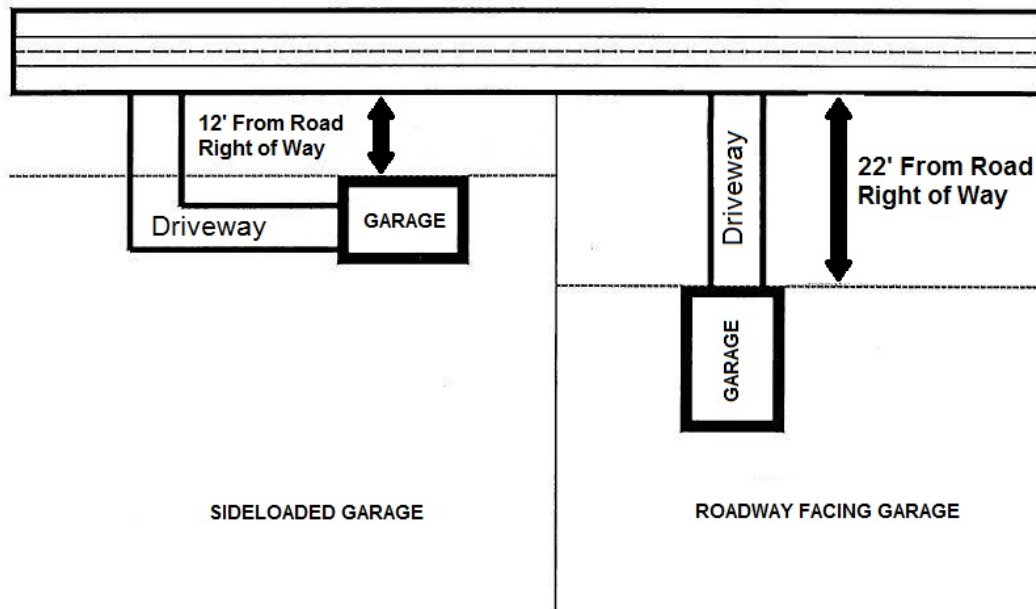 12' From Road
Right of Way
Driveway
GARAGE
SIDELOADED GARAGE
Driveway
22' From Road
Right of Way
GARAGE
ROADWAY FACING GARAGE